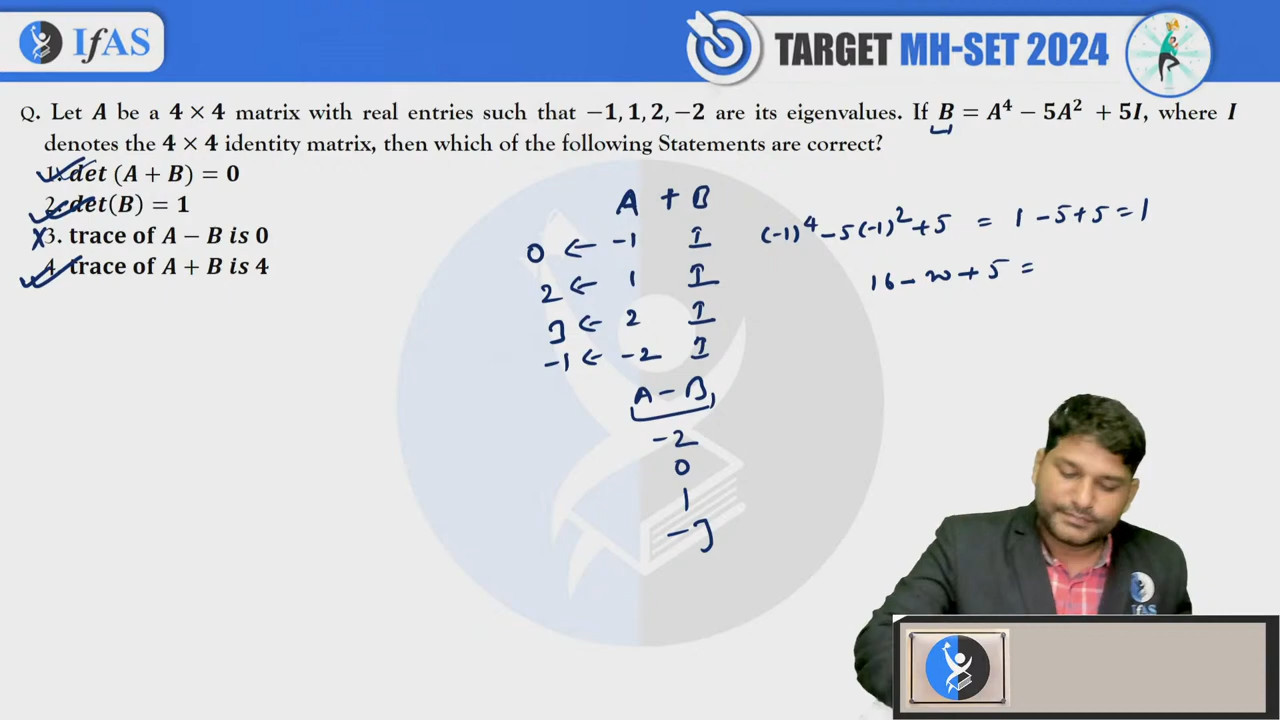 IfAS
TARGET MH-SET 2024
Q. Let A be a 4 × 4 matrix with real entries such that −1, 1, 2, −2 are its eigenvalues. If B = A⁴ − 5A² + 5I, where I
denotes the 4 × 4 identity matrix, then which of the following Statements are correct?
1. det (A + B) = 0
2. det(B) = 1
3. trace of A − B is 0
4. trace of A + B is 4
A + B
0 ← -1 1
2 ← 1 1
3 ← 2 1
-1 ← -2 1
(-1)⁴ - 5(-1)² + 5 = 1 - 5 + 5 = 1
16 - 20 + 5 =
A - B
-2
0
1
-3
IfAS